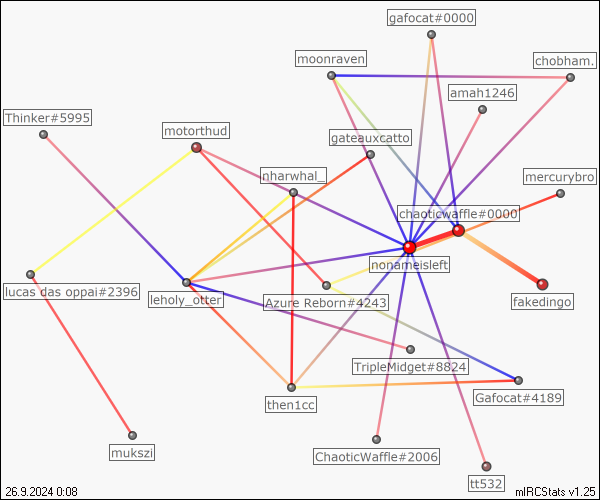 gafocat#0000
moonraven
chobham.
amah1246
Thinker#5995
motorthud
gateauxcatto
nharwhal_
mercurybro
chaoticwaffle#0000
nonameisleft
lucas das oppai#2396
leholy_otter
Azure Reborn#4243
fakedingo
TripleMidget#8824
then1cc
Gafocat#4189
mukszi
ChaoticWaffle#2006
tt532
26.9.2024 0:08
mIRCStats v1.25